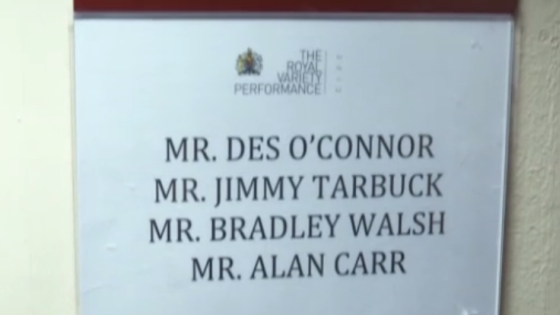 THE
ROYAL
VARIETY
PERFORMANCE
MR. DES O'CONNOR
MR. JIMMY TARBUCK
MR. BRADLEY WALSH
MR. ALAN CARR